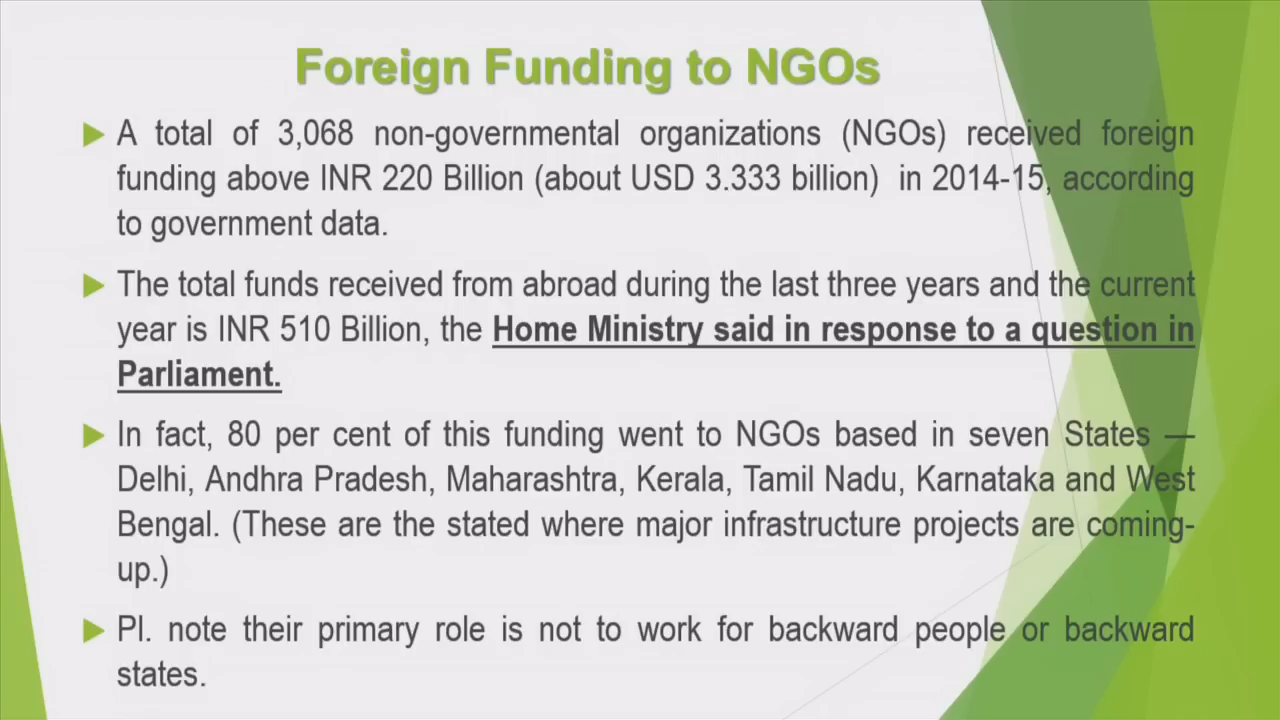 Foreign Funding to NGOs
A total of 3,068 non-governmental organizations (NGOs) received foreign
funding above INR 220 Billion (about USD 3.333 billion) in 2014-15, according
to government data.
The total funds received from abroad during the last three years and the current
year is INR 510 Billion, the Home Ministry said in response to a question in
Parliament.
In fact, 80 per cent of this funding went to NGOs based in seven States —
Delhi, Andhra Pradesh, Maharashtra, Kerala, Tamil Nadu, Karnataka and West
Bengal. (These are the stated where major infrastructure projects are coming-
up.)
Pl. note their primary role is not to work for backward people or backward
states.